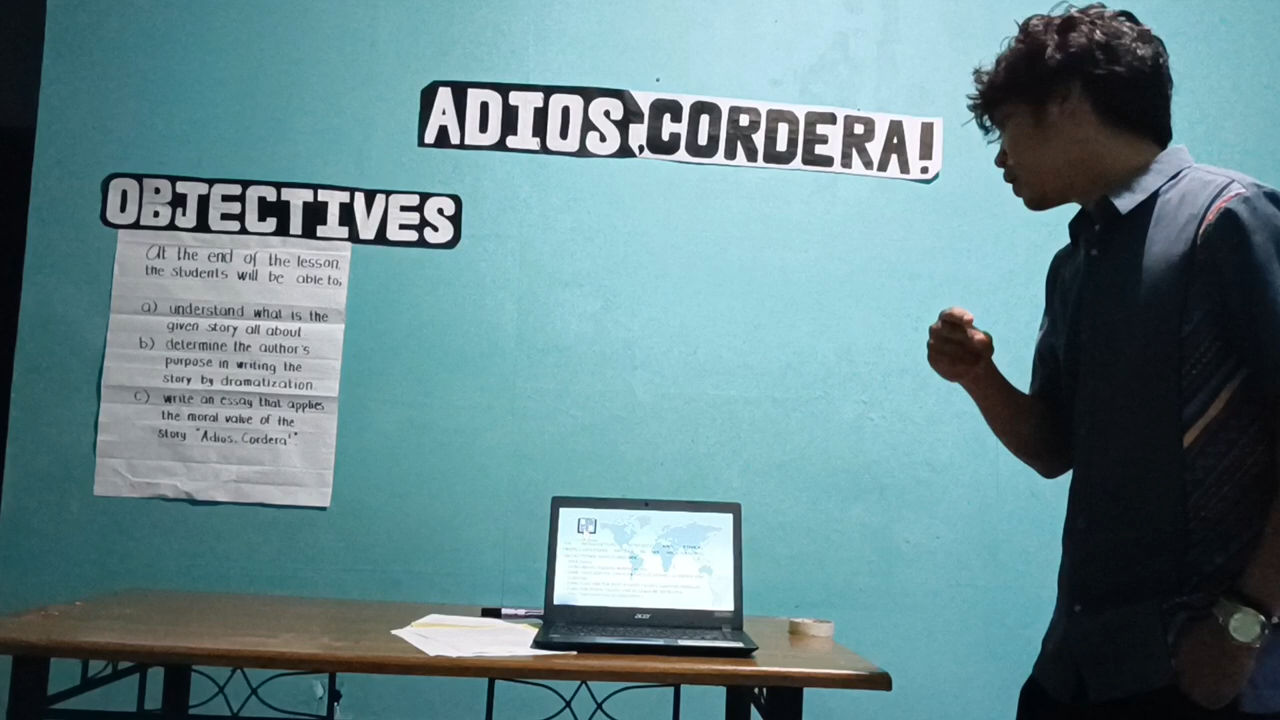 ADIOS, CORDERA!
OBJECTIVES
At the end of the lesson,
the students will be able to;
a) understand what is the
given story all about.
b) determine the author's
purpose in writing the
story by dramatization.
c) write an essay that applies
the moral value of the
story "Adios, Cordera!".
acer